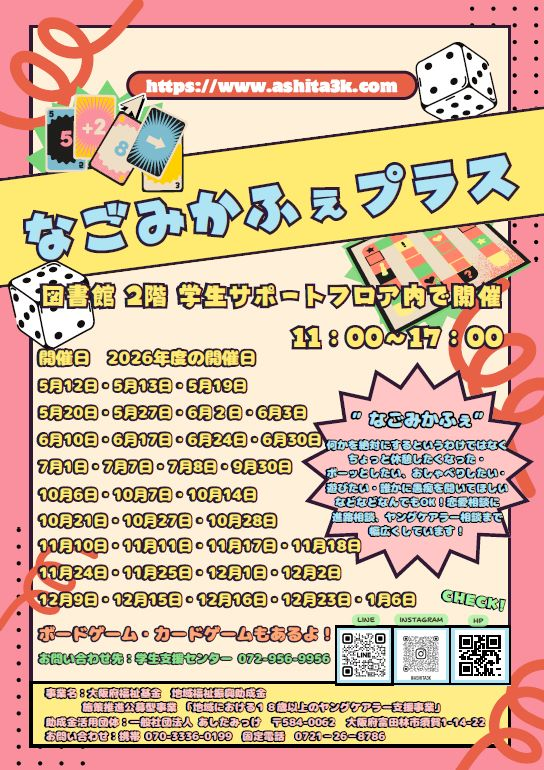 https://www.ashita3k.com
5
+2
8
なごみかふぇプラス
図書館 2階 学生サポートフロア内で開催
11:00~17:00
開催日 2026年度の開催日
5月12日・5月13日・5月19日
5月20日・5月27日・6月2日・6月3日
6月10日・6月17日・6月24日・6月30日
7月1日・7月7日・7月8日・9月30日
10月6日・10月7日・10月14日
10月21日・10月27日・10月28日
11月10日・11月11日・11月17日・11月18日
11月24日・11月25日・12月1日・12月2日
12月9日・12月15日・12月16日・12月23日・1月6日
"なごみかふぇ"
何かを絶対にするというわけではなく
ちょっと休憩したくなった・
ボーッとしたい、おしゃべりしたい・
遊びたい・誰かに愚痴を聞いてほしい
などなどなんでもOK!恋愛相談に
進路相談、ヤングケアラー相談まで
幅広くしています!
CHECK!
ボードゲーム・カードゲームもあるよ!
お問い合わせ先:学生支援センター 072-956-9956
LINE
INSTAGRAM
HP
LINE
@ASHITA3K
事業名:大阪府福祉基金 地域福祉振興助成金
施策推進公募型事業 「地域における18歳以上のヤングケアラー支援事業」
助成金活用団体:一般社団法人 あしたみっけ 〒584-0062 大阪府富田林市須賀1-14-22
お問い合わせ:携帯 070-3336-0199 固定電話 0721-26-8786